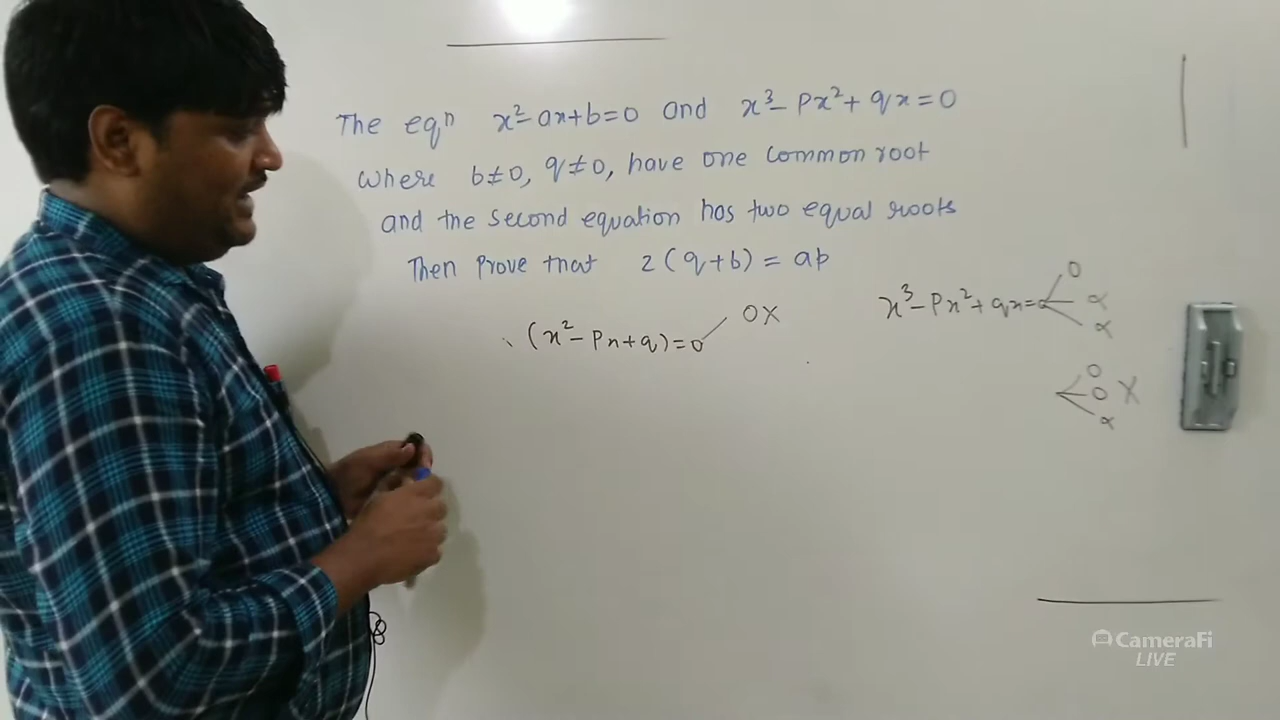 The eqⁿ x²-ax+b=0 and x³-Px²+qx=0
where b≠0, q≠0, have one common root
and the second equation has two equal roots
Then Prove that 2(q+b) = ap
x³-Px²+qx=0
0
α
α
(x²-Px+q)=0
0X
0
0 X
α
CameraFi
LIVE